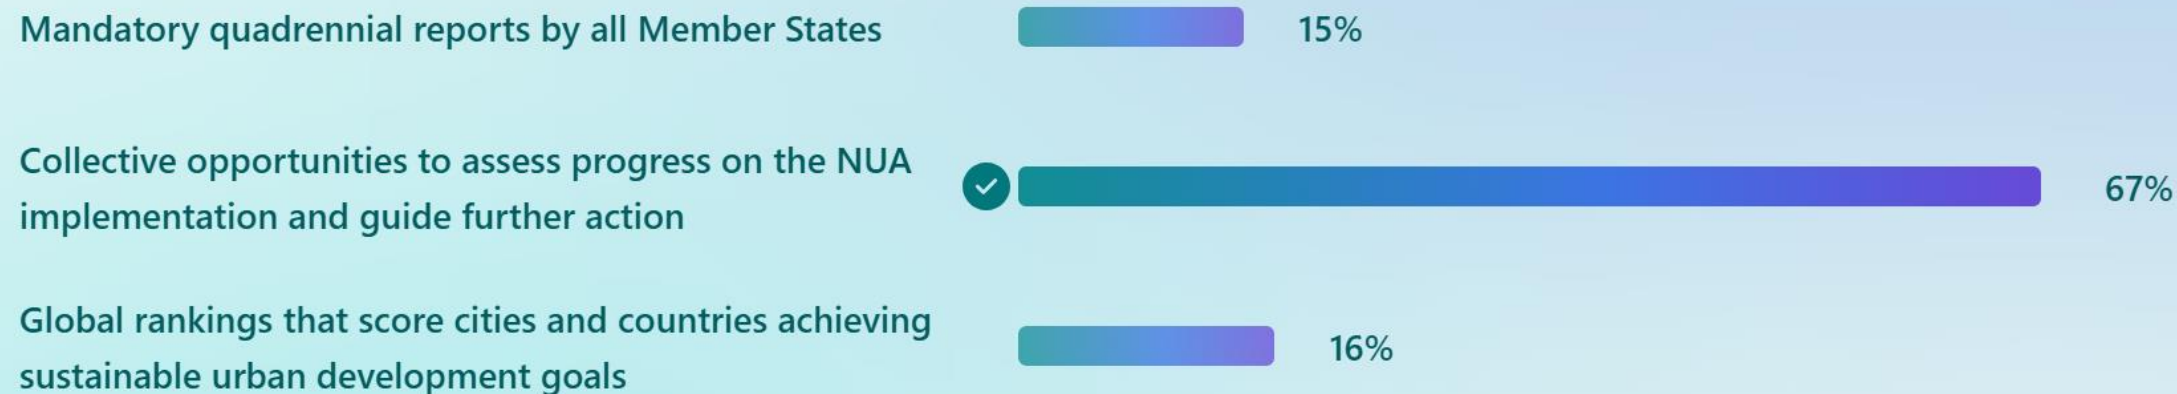 Mandatory quadrennial reports by all Member States 15%
Collective opportunities to assess progress on the NUA
implementation and guide further action 67%
Global rankings that score cities and countries achieving
sustainable urban development goals 16%